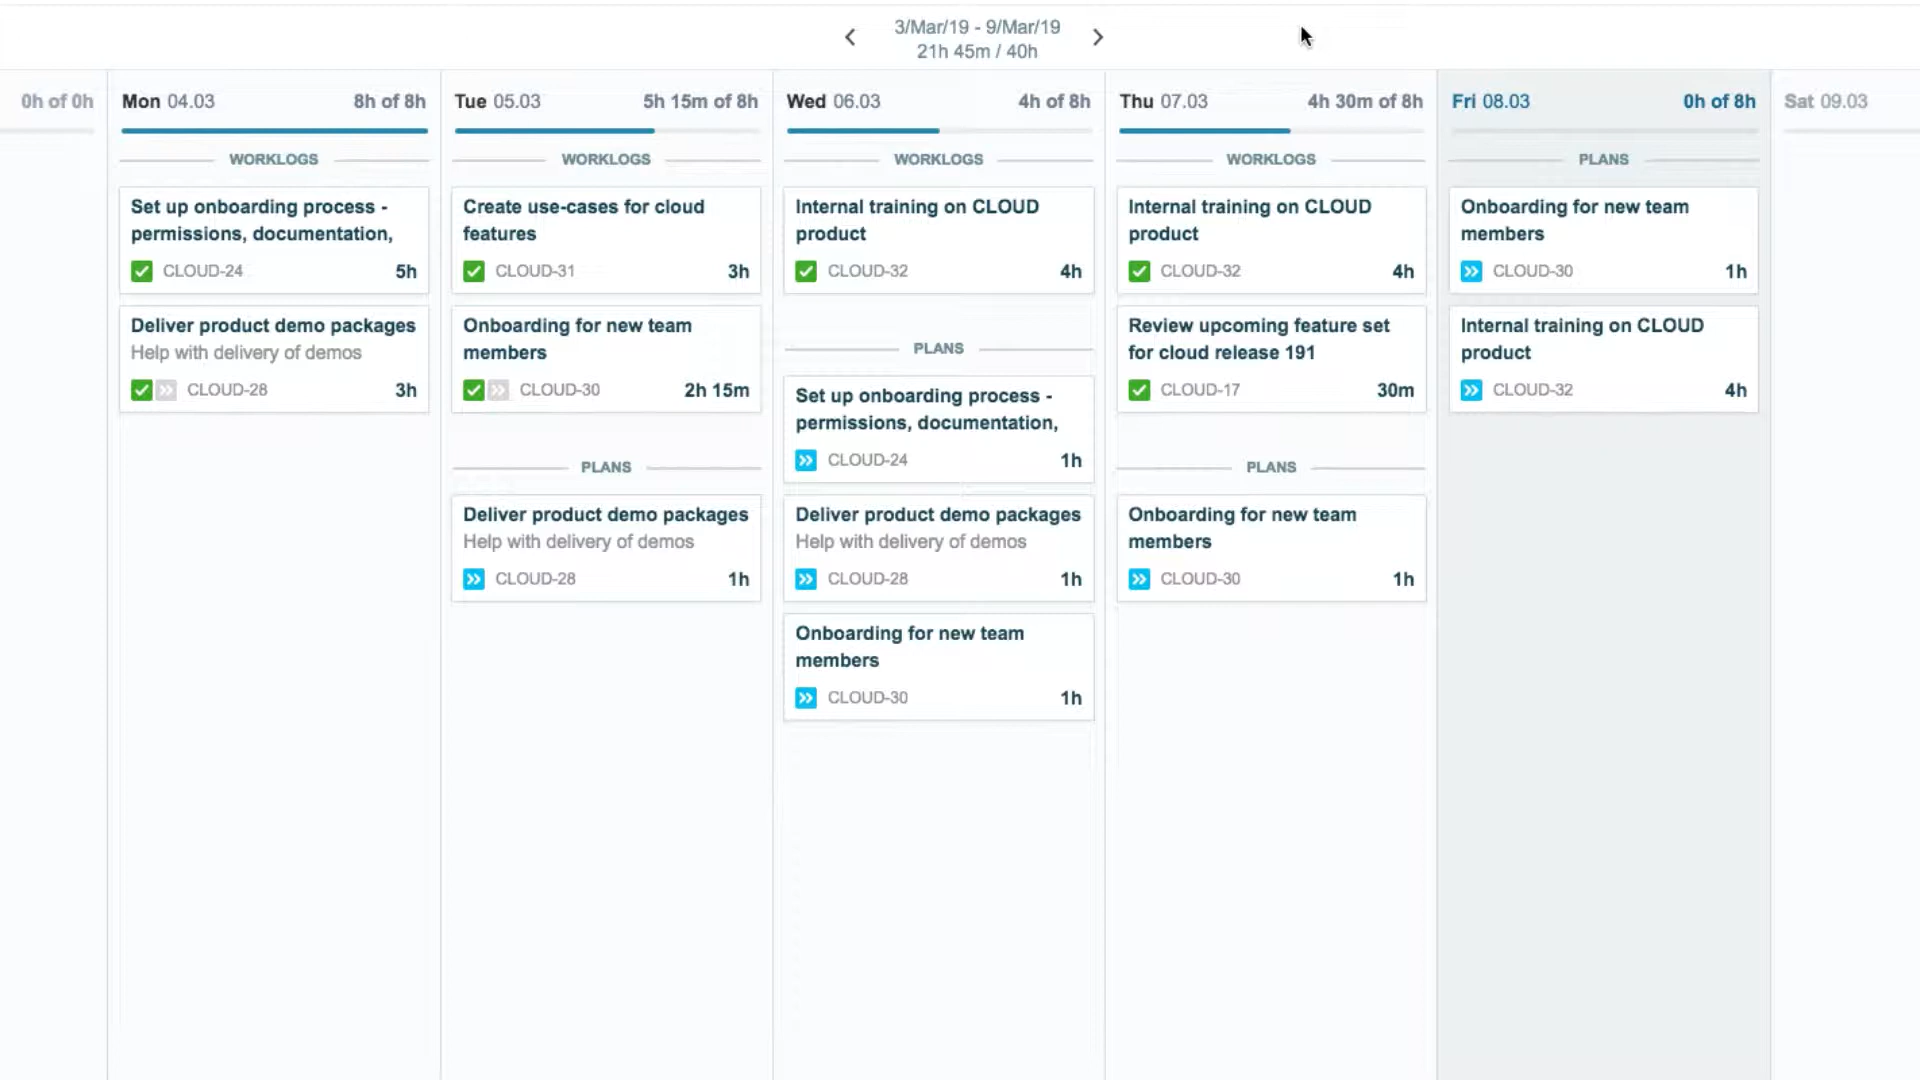 3/Mar/19 - 9/Mar/19
21h 45m / 40h
0h of 0h
Mon 04.03 8h of 8h
WORKLOGS
Set up onboarding process -
permissions, documentation,
CLOUD-24 5h
Deliver product demo packages
Help with delivery of demos
CLOUD-28 3h
Tue 05.03 5h 15m of 8h
WORKLOGS
Create use-cases for cloud
features
CLOUD-31 3h
Onboarding for new team
members
CLOUD-30 2h 15m
PLANS
Deliver product demo packages
Help with delivery of demos
CLOUD-28 1h
Wed 06.03 4h of 8h
WORKLOGS
Internal training on CLOUD
product
CLOUD-32 4h
PLANS
Set up onboarding process -
permissions, documentation,
CLOUD-24 1h
Deliver product demo packages
Help with delivery of demos
CLOUD-28 1h
Onboarding for new team
members
CLOUD-30 1h
Thu 07.03 4h 30m of 8h
WORKLOGS
Internal training on CLOUD
product
CLOUD-32 4h
Review upcoming feature set
for cloud release 191
CLOUD-17 30m
PLANS
Onboarding for new team
members
CLOUD-30 1h
Fri 08.03 0h of 8h
PLANS
Onboarding for new team
members
CLOUD-30 1h
Internal training on CLOUD
product
CLOUD-32 4h
Sat 09.03